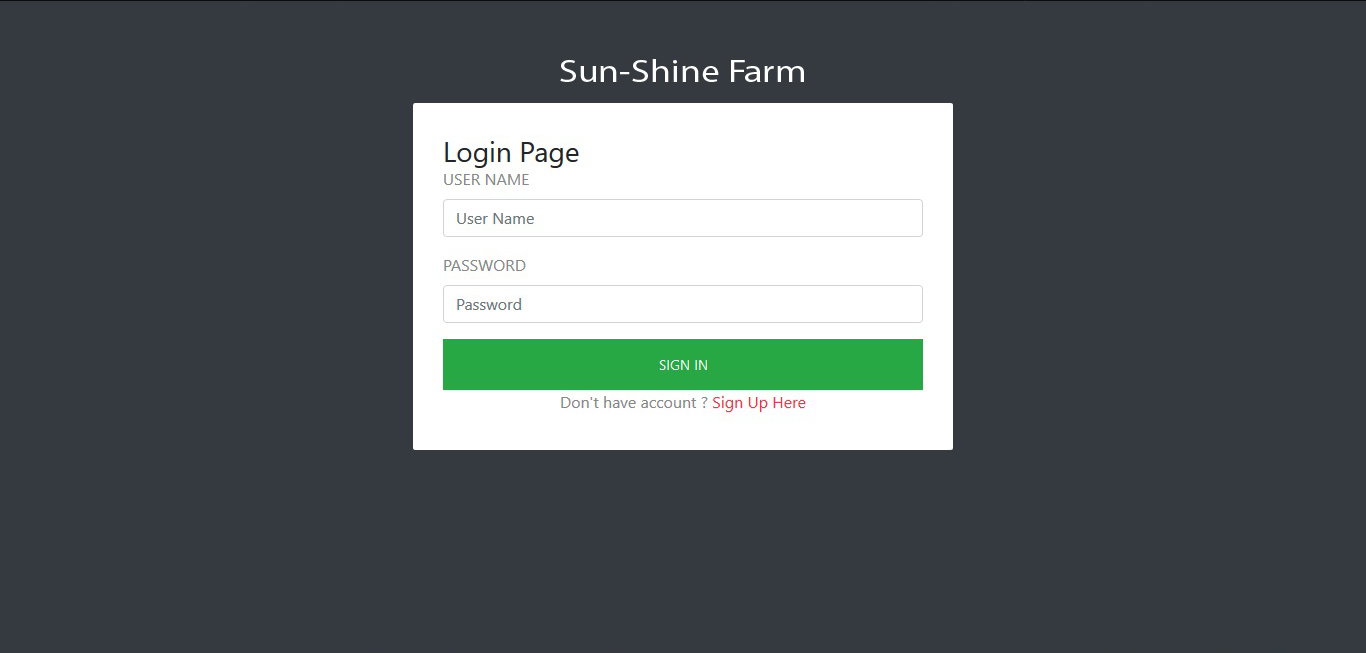 Sun-Shine Farm
Login Page
USER NAME
User Name
PASSWORD
Password
SIGN IN
Don't have account ? Sign Up Here